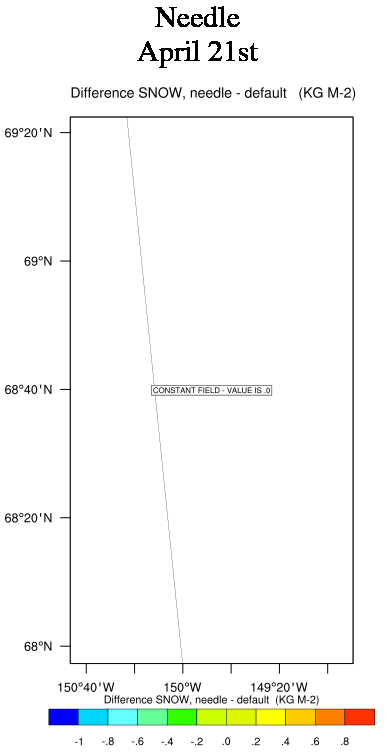 Needle
April 21st
Difference SNOW, needle - default (KG M-2)
69°20'N
69°N
68°40'N
CONSTANT FIELD - VALUE IS .0
68°20'N
68°N
150°40'W 150°W 149°20'W
Difference SNOW, needle - default (KG M-2)
-1 -.8 -.6 -.4 -.2 .0 .2 .4 .6 .8